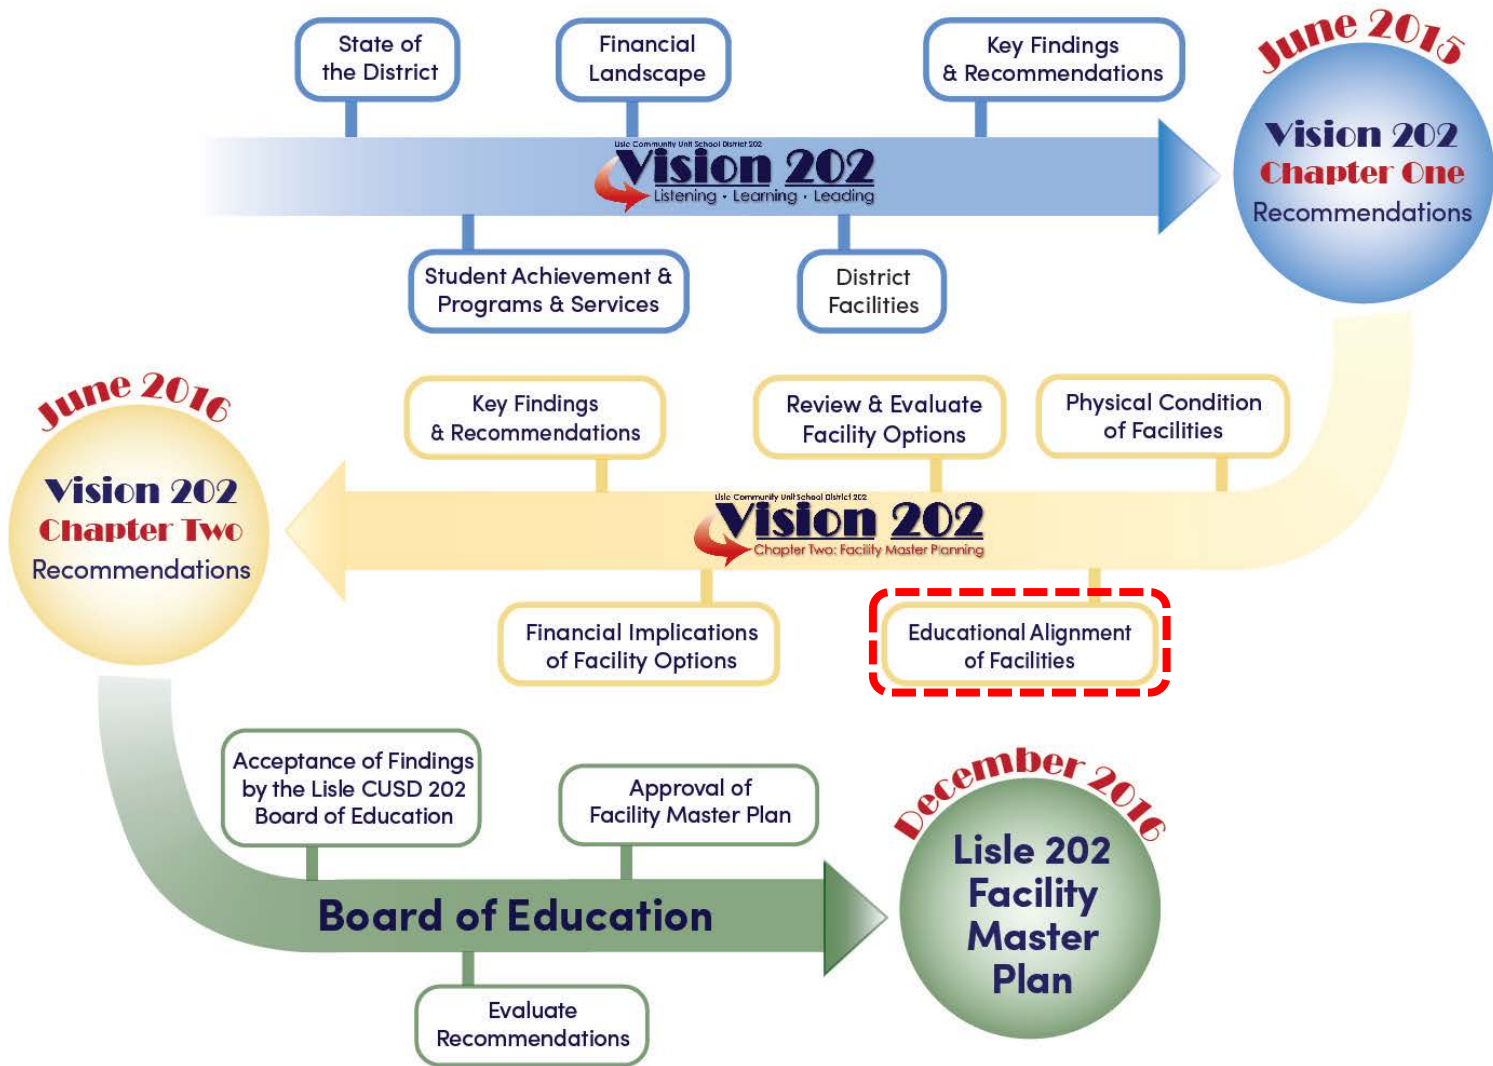 State of
the District
Financial
Landscape
Key Findings
& Recommendations
Lisle Community Unit School District 202
Vision 202
Listening · Learning · Leading
Student Achievement &
Programs & Services
District
Facilities
June 2015
Vision 202
Chapter One
Recommendations
Physical Condition
of Facilities
Review & Evaluate
Facility Options
Key Findings
& Recommendations
Lisle Community Unit School District 202
Vision 202
Chapter Two: Facility Master Planning
Educational Alignment
of Facilities
Financial Implications
of Facility Options
June 2016
Vision 202
Chapter Two
Recommendations
Acceptance of Findings
by the Lisle CUSD 202
Board of Education
Approval of
Facility Master Plan
Board of Education
Evaluate
Recommendations
December 2016
Lisle 202
Facility
Master
Plan